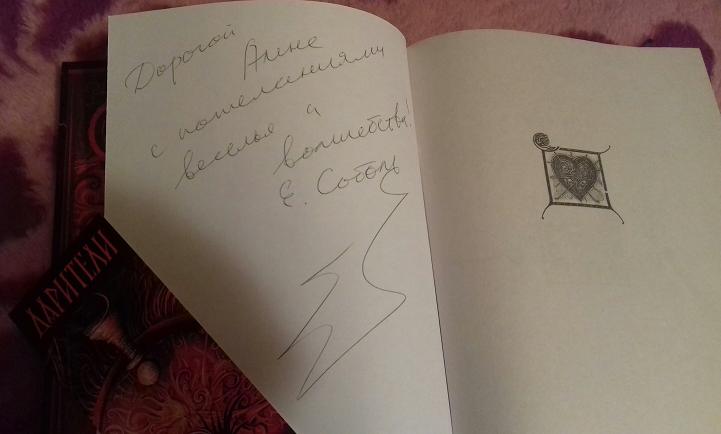 Дорогой
Анне
с пожеланиями
веселья и
волшебства!
Е. Соболь
ДАРИТЕЛИ